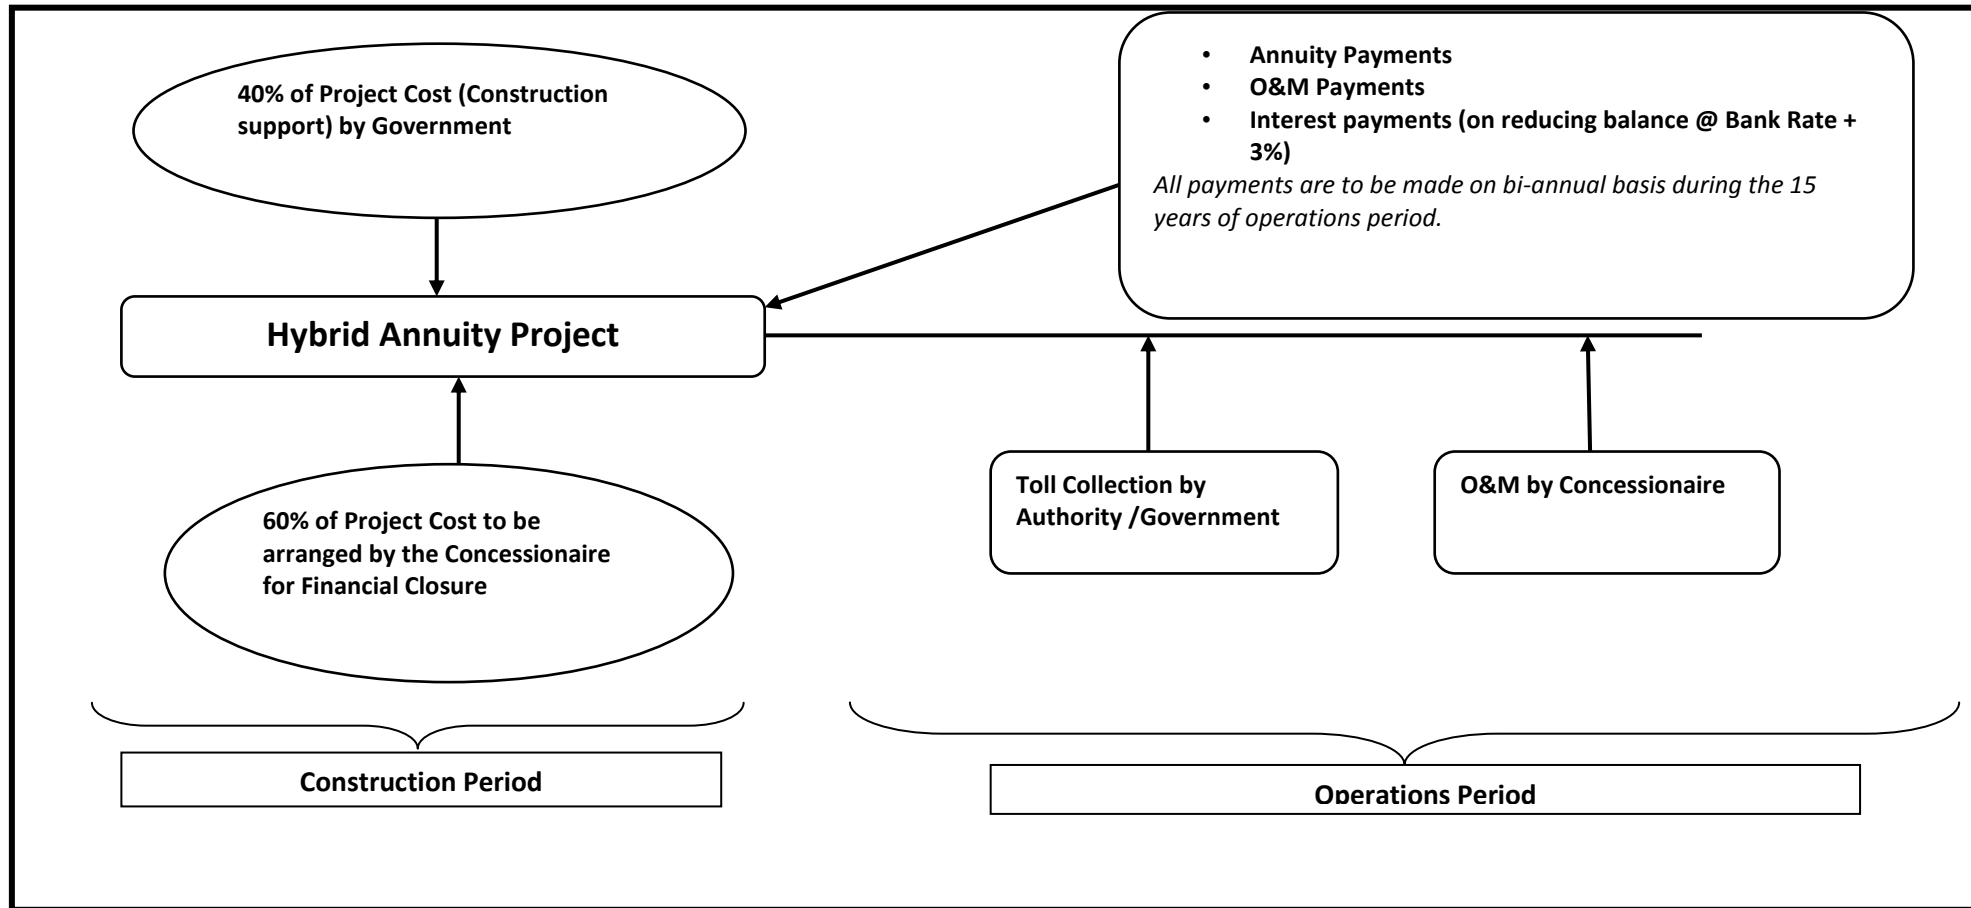 40% of Project Cost (Construction
support) by Government
• Annuity Payments
• O&M Payments
• Interest payments (on reducing balance @ Bank Rate +
3%)
All payments are to be made on bi-annual basis during the 15
years of operations period.
Hybrid Annuity Project
60% of Project Cost to be
arranged by the Concessionaire
for Financial Closure
Toll Collection by
Authority /Government
O&M by Concessionaire
Construction Period
Operations Period